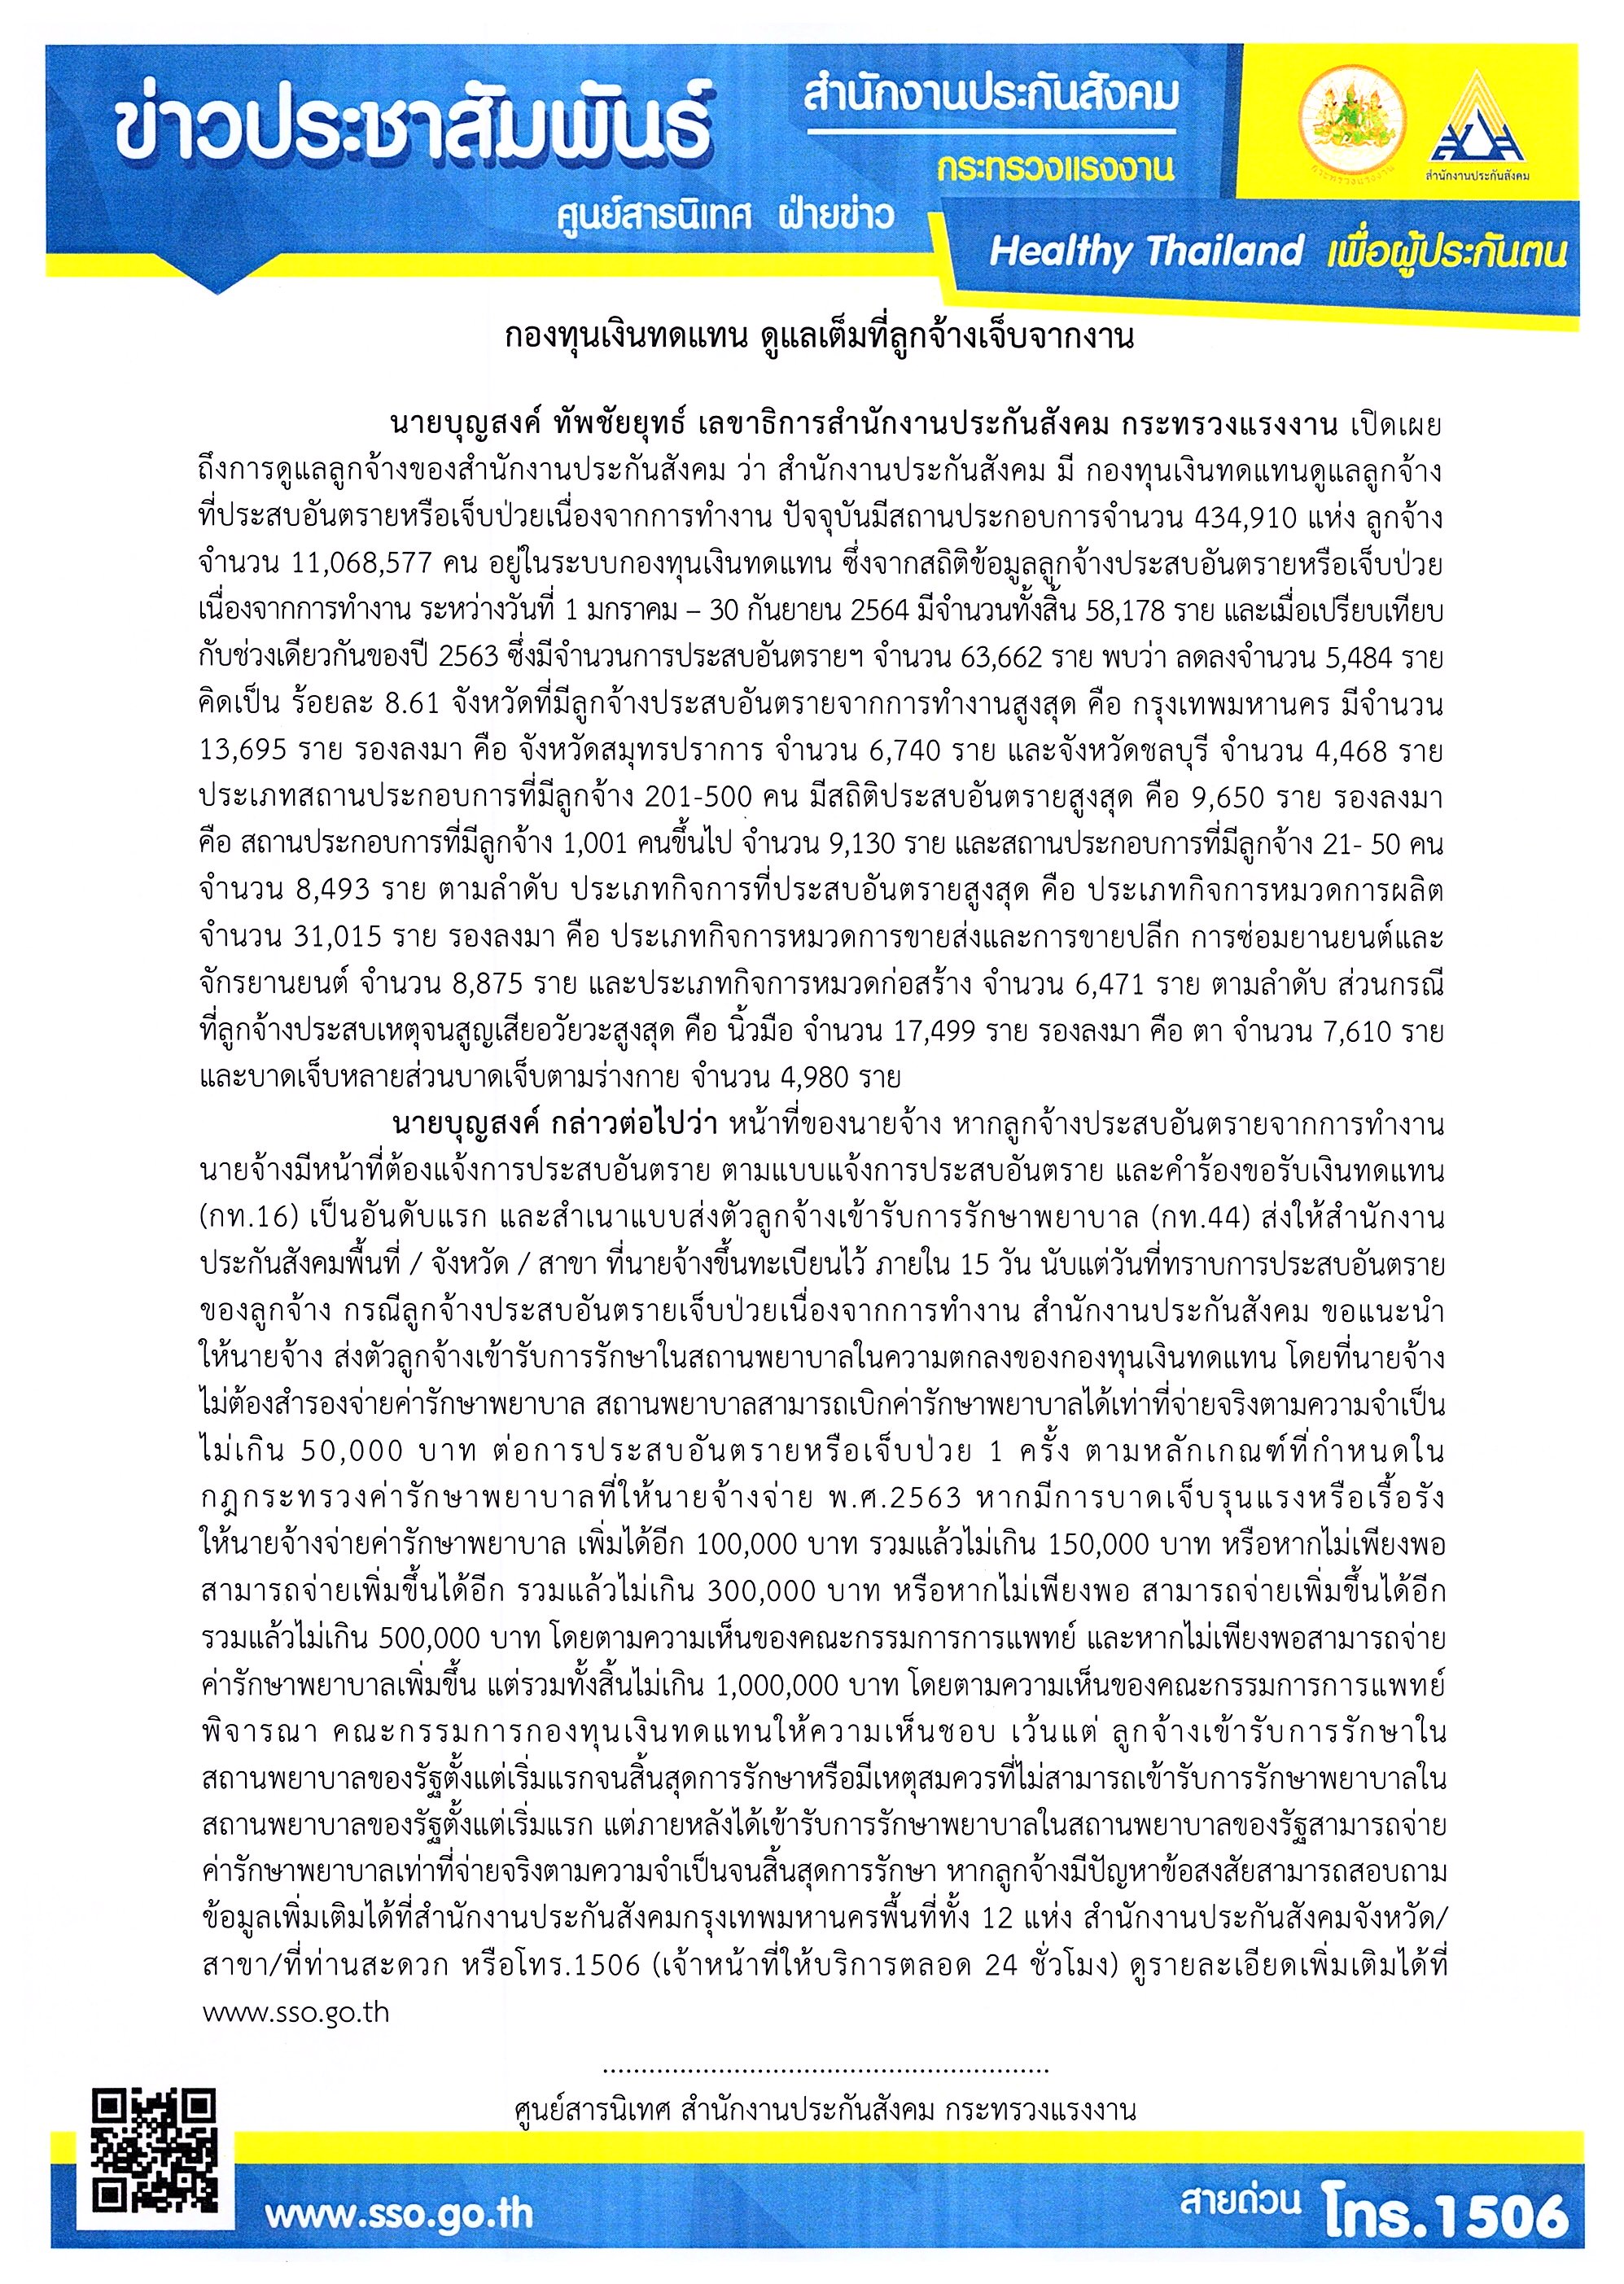 ข่าวประชาสัมพันธ์
สำนักงานประกันสังคม
กระทรวงแรงงาน
ศูนย์สารนิเทศ ฝ่ายข่าว
กระทรวงแรงงาน
สำนักงานประกันสังคม
Healthy Thailand เพื่อผู้ประกันตน
กองทุนเงินทดแทน ดูแลเต็มที่ลูกจ้างเจ็บจากงาน
นายบุญสงค์ ทัพชัยยุทธ์ เลขาธิการสำนักงานประกันสังคม กระทรวงแรงงาน เปิดเผย
ถึงการดูแลลูกจ้างของสำนักงานประกันสังคม ว่า สำนักงานประกันสังคม มี กองทุนเงินทดแทนดูแลลูกจ้าง
ที่ประสบอันตรายหรือเจ็บป่วยเนื่องจากการทำงาน ปัจจุบันมีสถานประกอบการจำนวน 434,910 แห่ง ลูกจ้าง
จำนวน 11,068,577 คน อยู่ในระบบกองทุนเงินทดแทน ซึ่งจากสถิติข้อมูลลูกจ้างประสบอันตรายหรือเจ็บป่วย
เนื่องจากการทำงาน ระหว่างวันที่ 1 มกราคม – 30 กันยายน 2564 มีจำนวนทั้งสิ้น 58,178 ราย และเมื่อเปรียบเทียบ
กับช่วงเดียวกันของปี 2563 ซึ่งมีจำนวนการประสบอันตรายฯ จำนวน 63,662 ราย พบว่า ลดลงจำนวน 5,484 ราย
คิดเป็น ร้อยละ 8.61 จังหวัดที่มีลูกจ้างประสบอันตรายจากการทำงานสูงสุด คือ กรุงเทพมหานคร มีจำนวน
13,695 ราย รองลงมา คือ จังหวัดสมุทรปราการ จำนวน 6,740 ราย และจังหวัดชลบุรี จำนวน 4,468 ราย
ประเภทสถานประกอบการที่มีลูกจ้าง 201-500 คน มีสถิติประสบอันตรายสูงสุด คือ 9,650 ราย รองลงมา
คือ สถานประกอบการที่มีลูกจ้าง 1,001 คนขึ้นไป จำนวน 9,130 ราย และสถานประกอบการที่มีลูกจ้าง 21- 50 คน
จำนวน 8,493 ราย ตามลำดับ ประเภทกิจการที่ประสบอันตรายสูงสุด คือ ประเภทกิจการหมวดการผลิต
จำนวน 31,015 ราย รองลงมา คือ ประเภทกิจการหมวดการขายส่งและการขายปลีก การซ่อมยานยนต์และ
จักรยานยนต์ จำนวน 8,875 ราย และประเภทกิจการหมวดก่อสร้าง จำนวน 6,471 ราย ตามลำดับ ส่วนกรณี
ที่ลูกจ้างประสบเหตุจนสูญเสียอวัยวะสูงสุด คือ นิ้วมือ จำนวน 17,499 ราย รองลงมา คือ ตา จำนวน 7,610 ราย
และบาดเจ็บหลายส่วนบาดเจ็บตามร่างกาย จำนวน 4,980 ราย
นายบุญสงค์ กล่าวต่อไปว่า หน้าที่ของนายจ้าง หากลูกจ้างประสบอันตรายจากการทำงาน
นายจ้างมีหน้าที่ต้องแจ้งการประสบอันตราย ตามแบบแจ้งการประสบอันตราย และคำร้องขอรับเงินทดแทน
(กท.16) เป็นอันดับแรก และสำเนาแบบส่งตัวลูกจ้างเข้ารับการรักษาพยาบาล (กท.44) ส่งให้สำนักงาน
ประกันสังคมพื้นที่ / จังหวัด / สาขา ที่นายจ้างขึ้นทะเบียนไว้ ภายใน 15 วัน นับแต่วันที่ทราบการประสบอันตราย
ของลูกจ้าง กรณีลูกจ้างประสบอันตรายเจ็บป่วยเนื่องจากการทำงาน สำนักงานประกันสังคม ขอแนะนำ
ให้นายจ้าง ส่งตัวลูกจ้างเข้ารับการรักษาในสถานพยาบาลในความตกลงของกองทุนเงินทดแทน โดยที่นายจ้าง
ไม่ต้องสำรองจ่ายค่ารักษาพยาบาล สถานพยาบาลสามารถเบิกค่ารักษาพยาบาลได้เท่าที่จ่ายจริงตามความจำเป็น
ไม่เกิน 50,000 บาท ต่อการประสบอันตรายหรือเจ็บป่วย 1 ครั้ง ตามหลักเกณฑ์ที่กำหนดใน
กฎกระทรวงค่ารักษาพยาบาลที่ให้นายจ้างจ่าย พ.ศ.2563 หากมีการบาดเจ็บรุนแรงหรือเรื้อรัง
ให้นายจ้างจ่ายค่ารักษาพยาบาล เพิ่มได้อีก 100,000 บาท รวมแล้วไม่เกิน 150,000 บาท หรือหากไม่เพียงพอ
สามารถจ่ายเพิ่มขึ้นได้อีก รวมแล้วไม่เกิน 300,000 บาท หรือหากไม่เพียงพอ สามารถจ่ายเพิ่มขึ้นได้อีก
รวมแล้วไม่เกิน 500,000 บาท โดยตามความเห็นของคณะกรรมการการแพทย์ และหากไม่เพียงพอสามารถจ่าย
ค่ารักษาพยาบาลเพิ่มขึ้น แต่รวมทั้งสิ้นไม่เกิน 1,000,000 บาท โดยตามความเห็นของคณะกรรมการการแพทย์
พิจารณา คณะกรรมการกองทุนเงินทดแทนให้ความเห็นชอบ เว้นแต่ ลูกจ้างเข้ารับการรักษาใน
สถานพยาบาลของรัฐตั้งแต่เริ่มแรกจนสิ้นสุดการรักษาหรือมีเหตุสมควรที่ไม่สามารถเข้ารับการรักษาพยาบาลใน
สถานพยาบาลของรัฐตั้งแต่เริ่มแรก แต่ภายหลังได้เข้ารับการรักษาพยาบาลในสถานพยาบาลของรัฐสามารถจ่าย
ค่ารักษาพยาบาลเท่าที่จ่ายจริงตามความจำเป็นจนสิ้นสุดการรักษา หากลูกจ้างมีปัญหาข้อสงสัยสามารถสอบถาม
ข้อมูลเพิ่มเติมได้ที่สำนักงานประกันสังคมกรุงเทพมหานครพื้นที่ทั้ง 12 แห่ง สำนักงานประกันสังคมจังหวัด/
สาขา/ที่ท่านสะดวก หรือโทร.1506 (เจ้าหน้าที่ให้บริการตลอด 24 ชั่วโมง) ดูรายละเอียดเพิ่มเติมได้ที่
www.sso.go.th
..........................................................
ศูนย์สารนิเทศ สำนักงานประกันสังคม กระทรวงแรงงาน
www.sso.go.th
สายด่วน โทร.1506